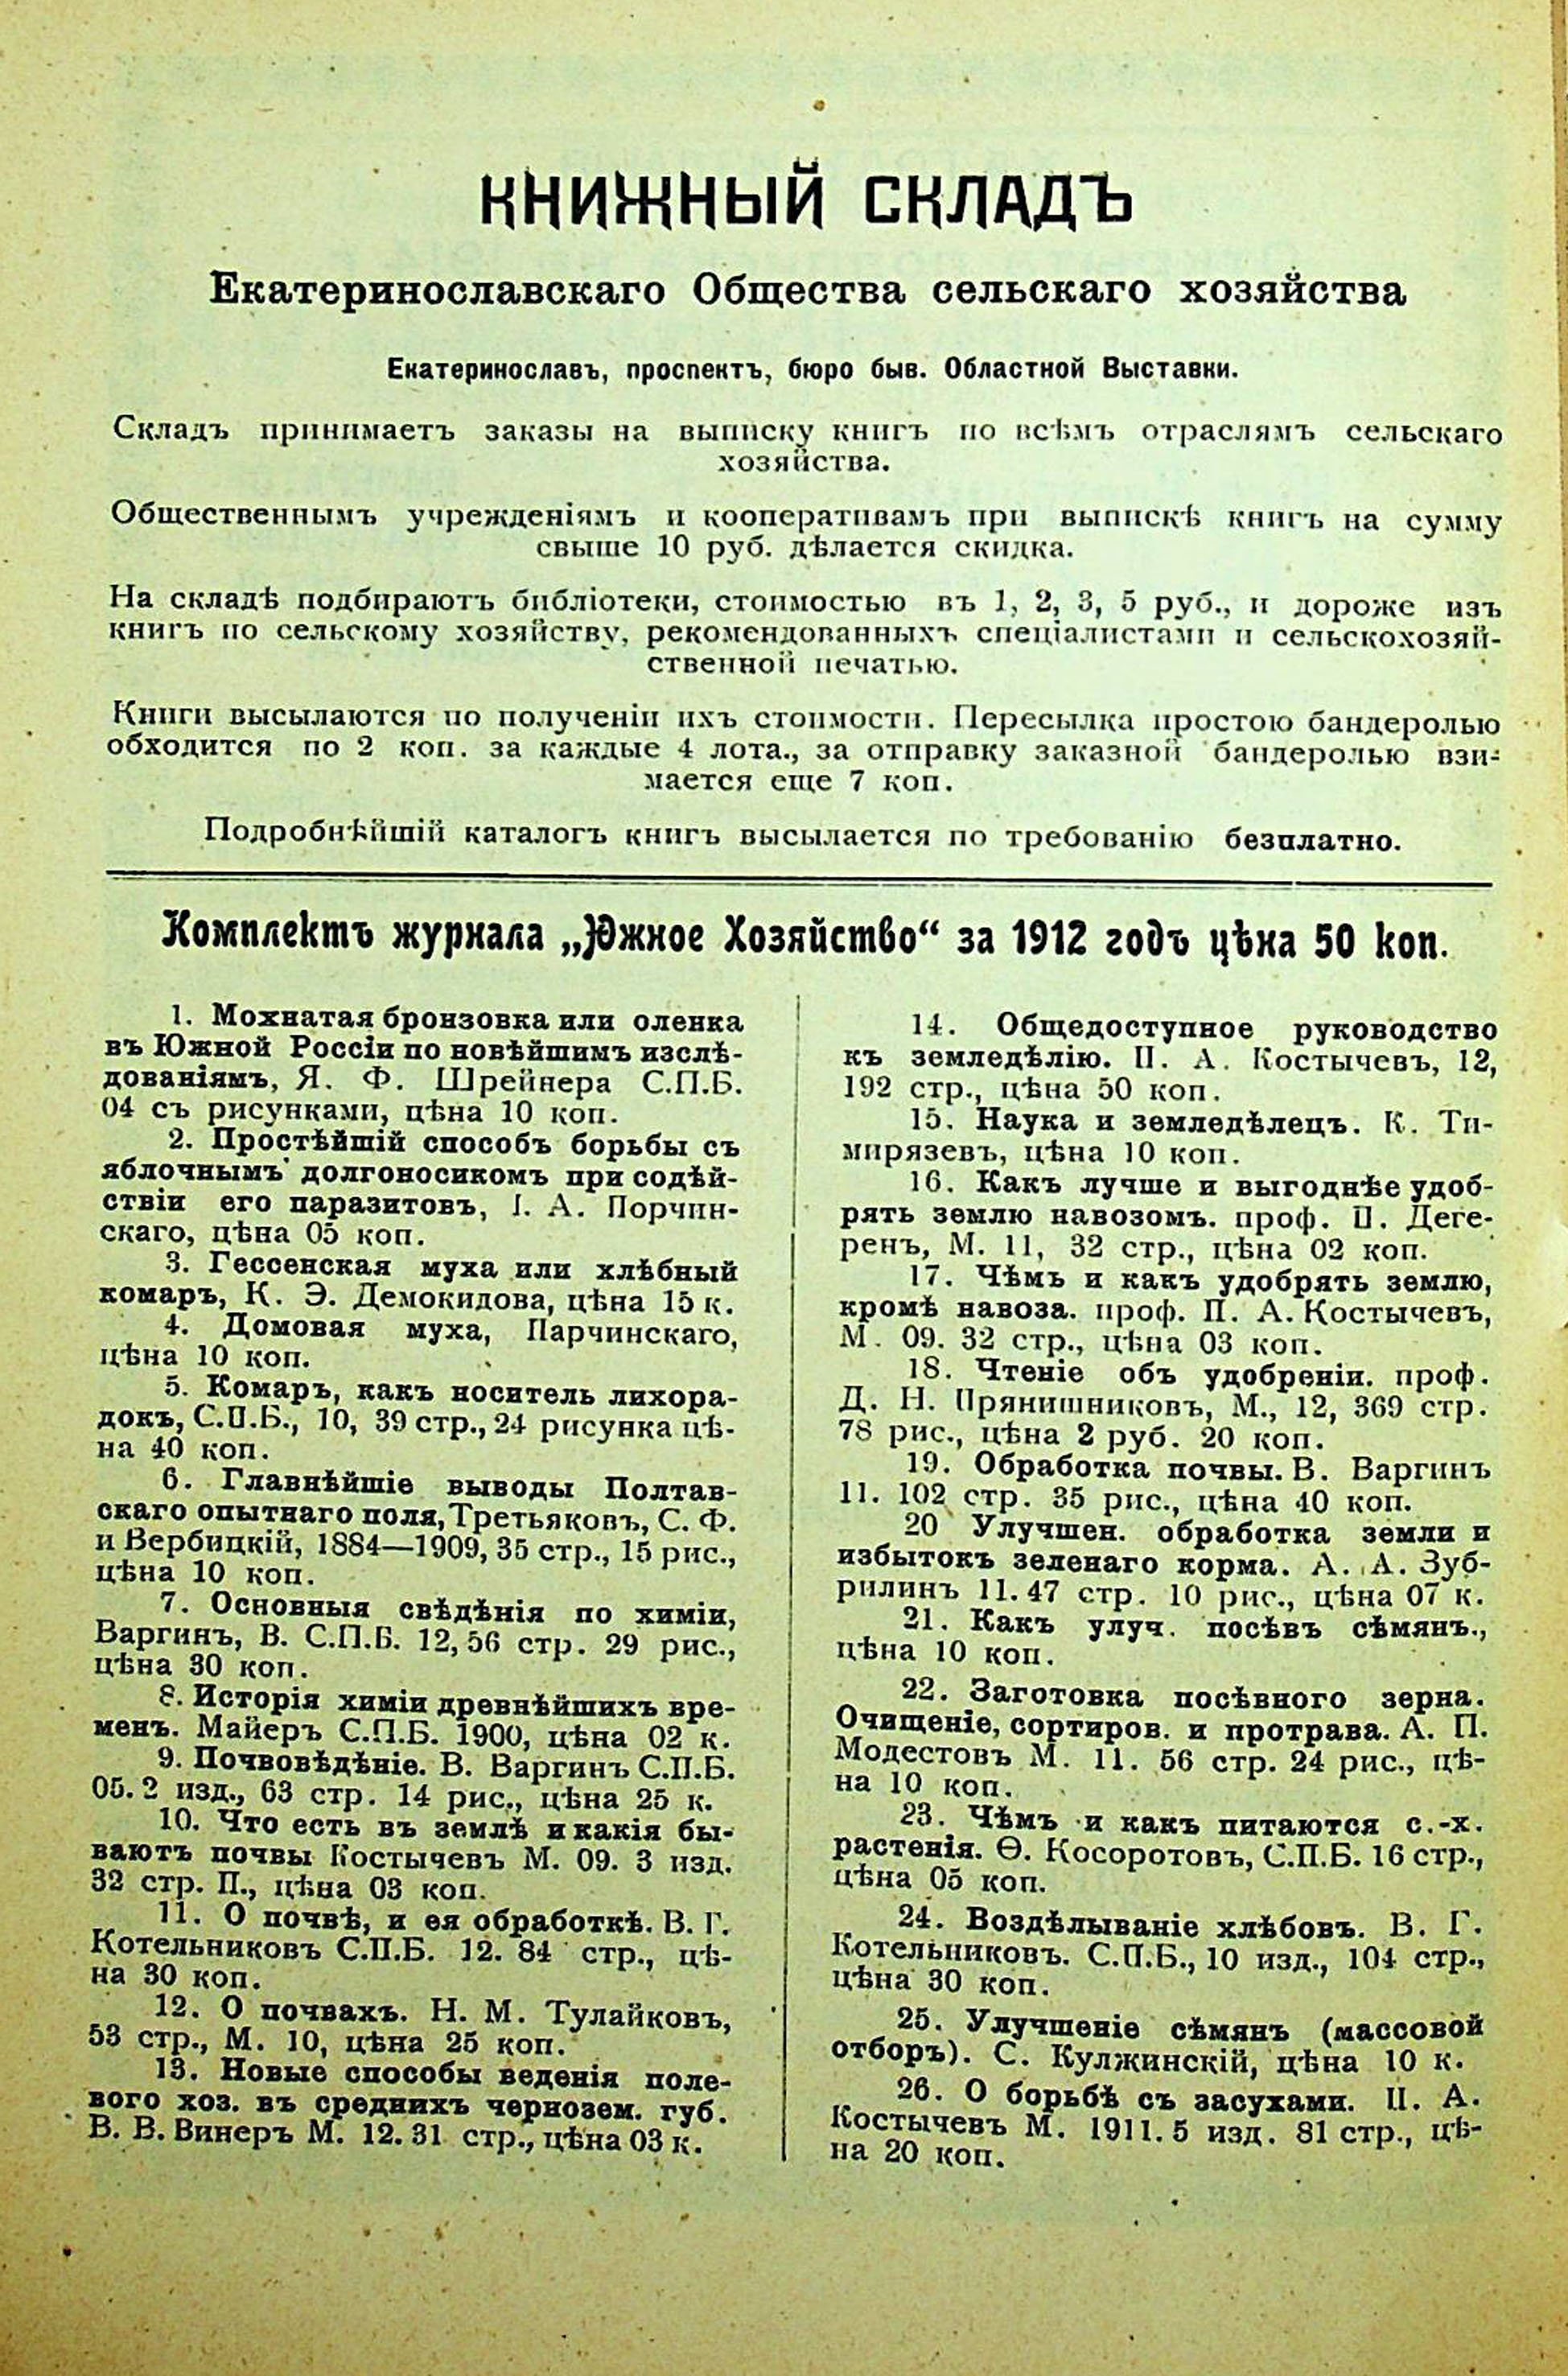 КНИЖНЫЙ СКЛАДЪ
Екатеринославскаго Общества сельскаго хозяйства
Екатеринославъ, проспектъ, бюро быв. Областной Выставки.
Складъ принимаетъ заказы на выписку книгъ по всѣмъ отраслямъ сельскаго
хозяйства.
Общественнымъ учрежденіямъ и кооперативамъ при выпискѣ книгъ на сумму
свыше 10 руб. дѣлается скидка.
На складѣ подбираютъ библіотеки, стоимостью въ 1, 2, 3, 5 руб., и дороже изъ
книгъ по сельскому хозяйству, рекомендованныхъ спеціалистами и сельскохозяй-
ственной печатью.
Книги высылаются по полученіи ихъ стоимости. Пересылка простою бандеролью
обходится по 2 коп. за каждые 4 лота., за отправку заказной бандеролью взи-
мается еще 7 коп.
Подробнѣйшій каталогъ книгъ высылается по требованію безплатно.
Комплектъ журнала „Южное Хозяйство“ за 1912 годъ цѣна 50 коп.
1. Мохнатая бронзовка или оленка
въ Южной Россіи по новѣйшимъ изслѣ-
дованіямъ, Я. Ф. Шрейнера С.П.Б.
04 съ рисунками, цѣна 10 коп.
2. Простѣйшій способъ борьбы съ
яблочнымъ долгоносикомъ при содѣй-
ствіи его паразитовъ, І. А. Порчин-
скаго, цѣна 05 коп.
3. Гессенская муха или хлѣбный
комаръ, К. Э. Демокидова, цѣна 15 к.
4. Домовая муха, Парчинскаго,
цѣна 10 коп.
5. Комаръ, какъ носитель лихора-
докъ, С.П.Б., 10, 39 стр., 24 рисунка цѣ-
на 40 коп.
6. Главнѣйшіе выводы Полтав-
скаго опытнаго поля, Третьяковъ, С. Ф.
и Вербицкій, 1884—1909, 35 стр., 15 рис.,
цѣна 10 коп.
7. Основныя свѣдѣнія по химіи,
Варгинъ, В. С.П.Б. 12, 56 стр. 29 рис.,
цѣна 30 коп.
8. Исторія химіи древнѣйшихъ вре-
менъ. Майеръ С.П.Б. 1900, цѣна 02 к.
9. Почвовѣдѣніе. В. Варгинъ С.П.Б.
05. 2 изд., 63 стр. 14 рис., цѣна 25 к.
10. Что есть въ землѣ и какія бы-
ваютъ почвы Костычевъ М. 09. 3 изд.
32 стр. П., цѣна 03 коп.
11. О почвѣ, и ея обработкѣ. В. Г.
Котельниковъ С.П.Б. 12. 84 стр., цѣ-
на 30 коп.
12. О почвахъ. Н. М. Тулайковъ,
53 стр., М. 10, цѣна 25 коп.
13. Новые способы веденія поле-
вого хоз. въ среднихъ чернозем. губ.
В. В. Винеръ М. 12. 31 стр., цѣна 03 к.
14. Общедоступное руководство
къ земледѣлію. П. А. Костычевъ, 12,
192 стр., цѣна 50 коп.
15. Наука и земледѣлецъ. К. Ти-
мирязевъ, цѣна 10 коп.
16. Какъ лучше и выгоднѣе удоб-
рять землю навозомъ. проф. П. Деге-
ренъ, М. 11, 32 стр., цѣна 02 коп.
17. Чѣмъ и какъ удобрять землю,
кромѣ навоза. проф. П. А. Костычевъ,
М. 09. 32 стр., цѣна 03 коп.
18. Чтеніе объ удобреніи. проф.
Д. Н. Прянишниковъ, М., 12, 369 стр.
78 рис., цѣна 2 руб. 20 коп.
19. Обработка почвы. В. Варгинъ
11. 102 стр. 35 рис., цѣна 40 коп.
20 Улучшен. обработка земли и
избытокъ зеленаго корма. А. А. Зуб-
рилинъ 11. 47 стр. 10 рис., цѣна 07 к.
21. Какъ улуч. посѣвъ сѣмянъ.,
цѣна 10 коп.
22. Заготовка посѣвного зерна.
Очищеніе, сортиров. и протрава. А. П.
Модестовъ М. 11. 56 стр. 24 рис., цѣ-
на 10 коп.
23. Чѣмъ и какъ питаются с.-х.
растенія. Ѳ. Косоротовъ, С.П.Б. 16 стр.,
цѣна 05 коп.
24. Воздѣлываніе хлѣбовъ. В. Г.
Котельниковъ. С.П.Б., 10 изд., 104 стр.,
цѣна 30 коп.
25. Улучшеніе сѣмянъ (массовой
отборъ). С. Кулжинскій, цѣна 10 к.
26. О борьбѣ съ засухами. П. А.
Костычевъ М. 1911. 5 изд. 81 стр., цѣ-
на 20 коп.